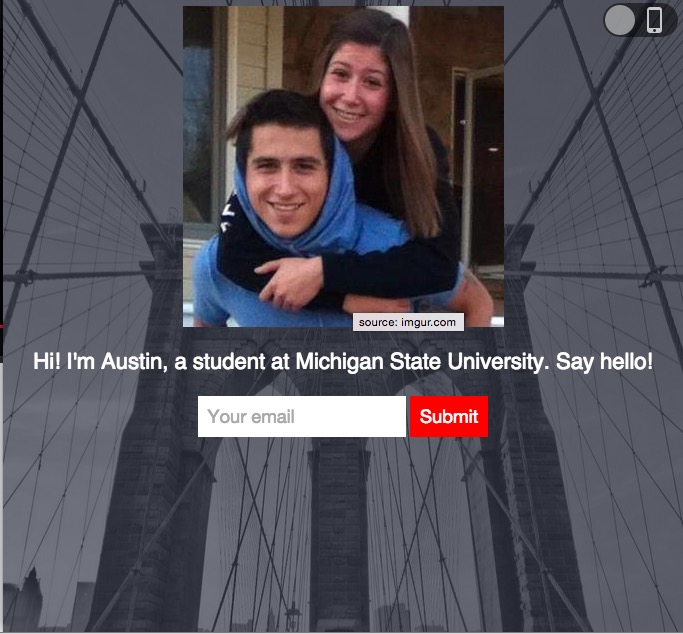 source: imgur.com
Hi! I'm Austin, a student at Michigan State University. Say hello!
Your email Submit